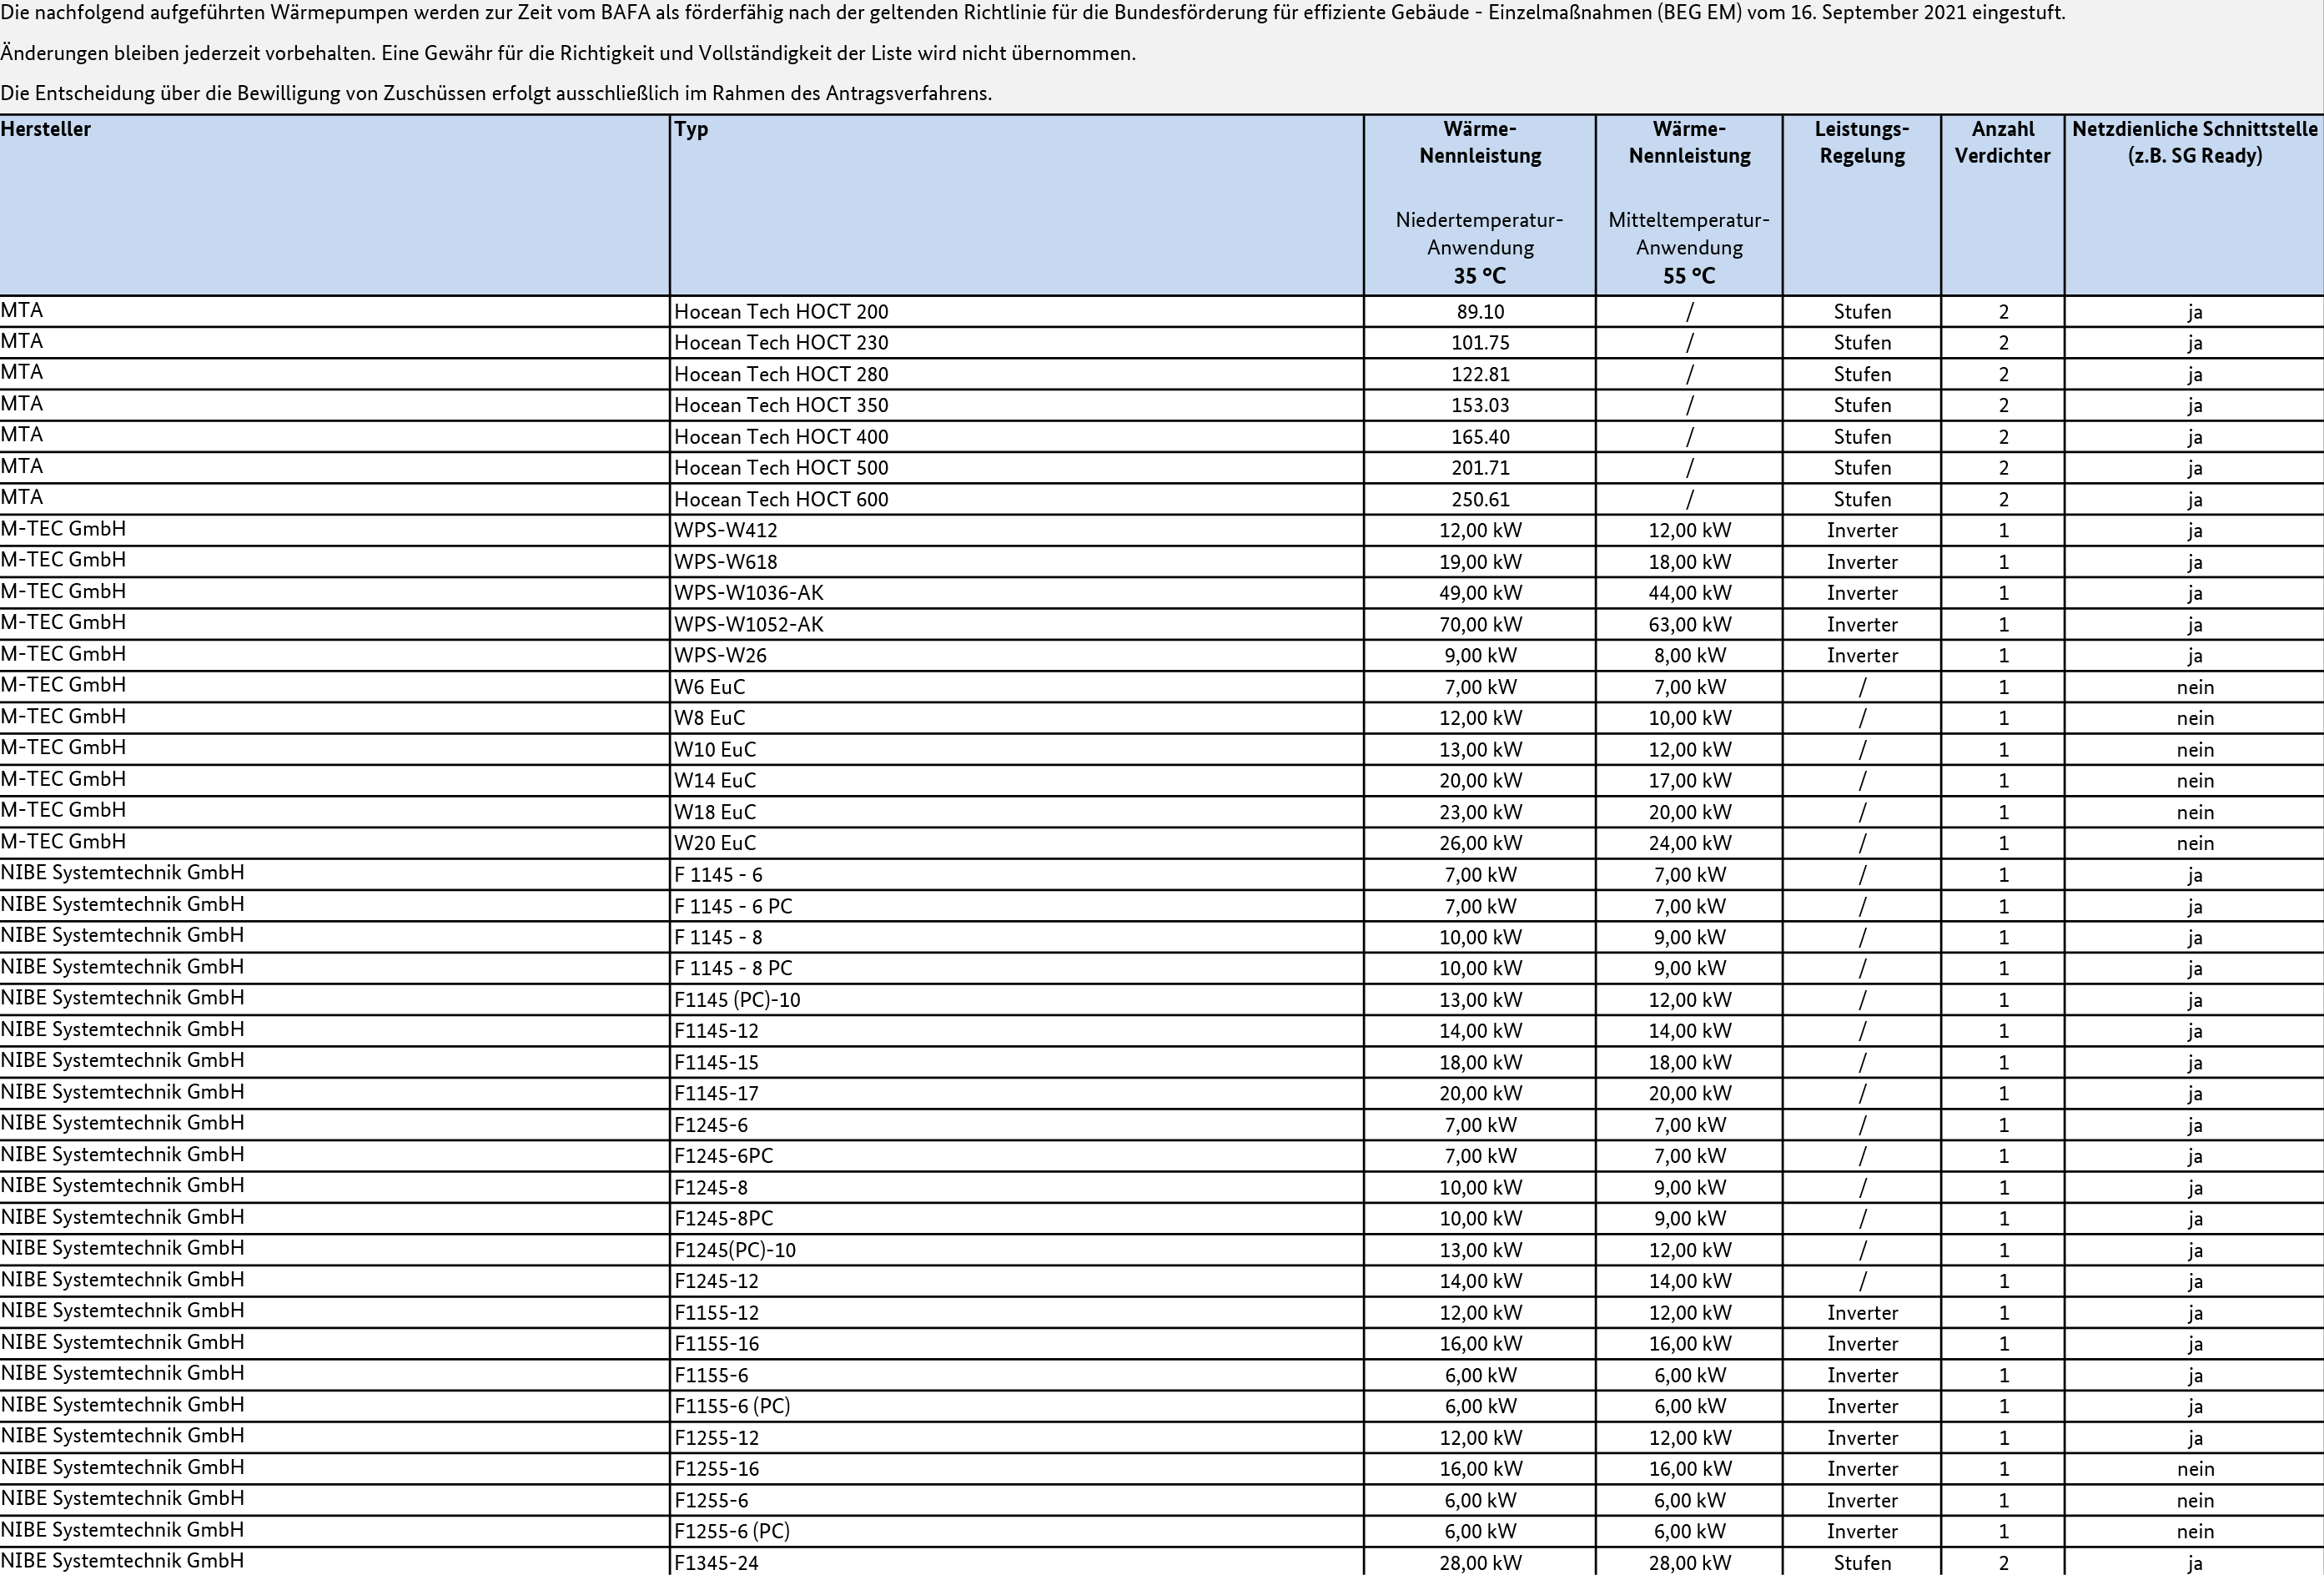 Die nachfolgend aufgeführten Wärmepumpen werden zur Zeit vom BAFA als förderfähig nach der geltenden Richtlinie für die Bundesförderung für effiziente Gebäude - Einzelmaßnahmen (BEG EM) vom 16. September 2021 eingestuft.
Änderungen bleiben jederzeit vorbehalten. Eine Gewähr für die Richtigkeit und Vollständigkeit der Liste wird nicht übernommen.
Die Entscheidung über die Bewilligung von Zuschüssen erfolgt ausschließlich im Rahmen des Antragsverfahrens.
Hersteller Typ Wärme- Wärme- Leistungs- Anzahl Netzdienliche Schnittstelle
Nennleistung Nennleistung Regelung Verdichter (z.B. SG Ready)
Niedertemperatur- Mitteltemperatur-
Anwendung Anwendung
35 °C 55 °C
MTA Hocean Tech HOCT 200 89.10 / Stufen 2 ja
MTA Hocean Tech HOCT 230 101.75 / Stufen 2 ja
MTA Hocean Tech HOCT 280 122.81 / Stufen 2 ja
MTA Hocean Tech HOCT 350 153.03 / Stufen 2 ja
MTA Hocean Tech HOCT 400 165.40 / Stufen 2 ja
MTA Hocean Tech HOCT 500 201.71 / Stufen 2 ja
MTA Hocean Tech HOCT 600 250.61 / Stufen 2 ja
M-TEC GmbH WPS-W412 12,00 kW 12,00 kW Inverter 1 ja
M-TEC GmbH WPS-W618 19,00 kW 18,00 kW Inverter 1 ja
M-TEC GmbH WPS-W1036-AK 49,00 kW 44,00 kW Inverter 1 ja
M-TEC GmbH WPS-W1052-AK 70,00 kW 63,00 kW Inverter 1 ja
M-TEC GmbH WPS-W26 9,00 kW 8,00 kW Inverter 1 ja
M-TEC GmbH W6 EuC 7,00 kW 7,00 kW / 1 nein
M-TEC GmbH W8 EuC 12,00 kW 10,00 kW / 1 nein
M-TEC GmbH W10 EuC 13,00 kW 12,00 kW / 1 nein
M-TEC GmbH W14 EuC 20,00 kW 17,00 kW / 1 nein
M-TEC GmbH W18 EuC 23,00 kW 20,00 kW / 1 nein
M-TEC GmbH W20 EuC 26,00 kW 24,00 kW / 1 nein
NIBE Systemtechnik GmbH F 1145 - 6 7,00 kW 7,00 kW / 1 ja
NIBE Systemtechnik GmbH F 1145 - 6 PC 7,00 kW 7,00 kW / 1 ja
NIBE Systemtechnik GmbH F 1145 - 8 10,00 kW 9,00 kW / 1 ja
NIBE Systemtechnik GmbH F 1145 - 8 PC 10,00 kW 9,00 kW / 1 ja
NIBE Systemtechnik GmbH F1145 (PC)-10 13,00 kW 12,00 kW / 1 ja
NIBE Systemtechnik GmbH F1145-12 14,00 kW 14,00 kW / 1 ja
NIBE Systemtechnik GmbH F1145-15 18,00 kW 18,00 kW / 1 ja
NIBE Systemtechnik GmbH F1145-17 20,00 kW 20,00 kW / 1 ja
NIBE Systemtechnik GmbH F1245-6 7,00 kW 7,00 kW / 1 ja
NIBE Systemtechnik GmbH F1245-6PC 7,00 kW 7,00 kW / 1 ja
NIBE Systemtechnik GmbH F1245-8 10,00 kW 9,00 kW / 1 ja
NIBE Systemtechnik GmbH F1245-8PC 10,00 kW 9,00 kW / 1 ja
NIBE Systemtechnik GmbH F1245(PC)-10 13,00 kW 12,00 kW / 1 ja
NIBE Systemtechnik GmbH F1245-12 14,00 kW 14,00 kW / 1 ja
NIBE Systemtechnik GmbH F1155-12 12,00 kW 12,00 kW Inverter 1 ja
NIBE Systemtechnik GmbH F1155-16 16,00 kW 16,00 kW Inverter 1 ja
NIBE Systemtechnik GmbH F1155-6 6,00 kW 6,00 kW Inverter 1 ja
NIBE Systemtechnik GmbH F1155-6 (PC) 6,00 kW 6,00 kW Inverter 1 ja
NIBE Systemtechnik GmbH F1255-12 12,00 kW 12,00 kW Inverter 1 ja
NIBE Systemtechnik GmbH F1255-16 16,00 kW 16,00 kW Inverter 1 nein
NIBE Systemtechnik GmbH F1255-6 6,00 kW 6,00 kW Inverter 1 nein
NIBE Systemtechnik GmbH F1255-6 (PC) 6,00 kW 6,00 kW Inverter 1 nein
NIBE Systemtechnik GmbH F1345-24 28,00 kW 28,00 kW Stufen 2 ja